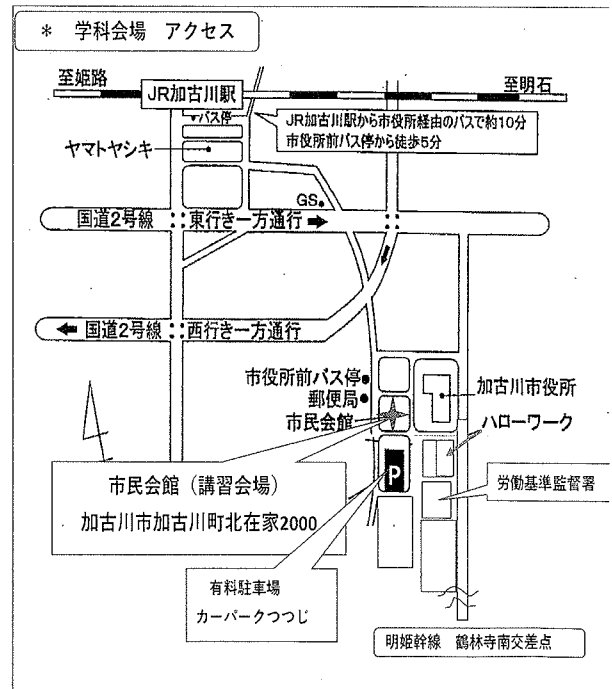 * 学科会場 アクセス
至姫路
JR加古川駅
至明石
バス停
JR加古川駅から市役所経由のバスで約10分
市役所前バス停から徒歩5分
ヤマトヤシキ
GS
国道2号線 東行き一方通行
国道2号線 西行き一方通行
市役所前バス停
郵便局
市民会館
加古川市役所
ハローワーク
P
労働基準監督署
市民会館（講習会場）
加古川市加古川町北在家2000
有料駐車場
カーパークつつじ
明姫幹線 鶴林寺南交差点